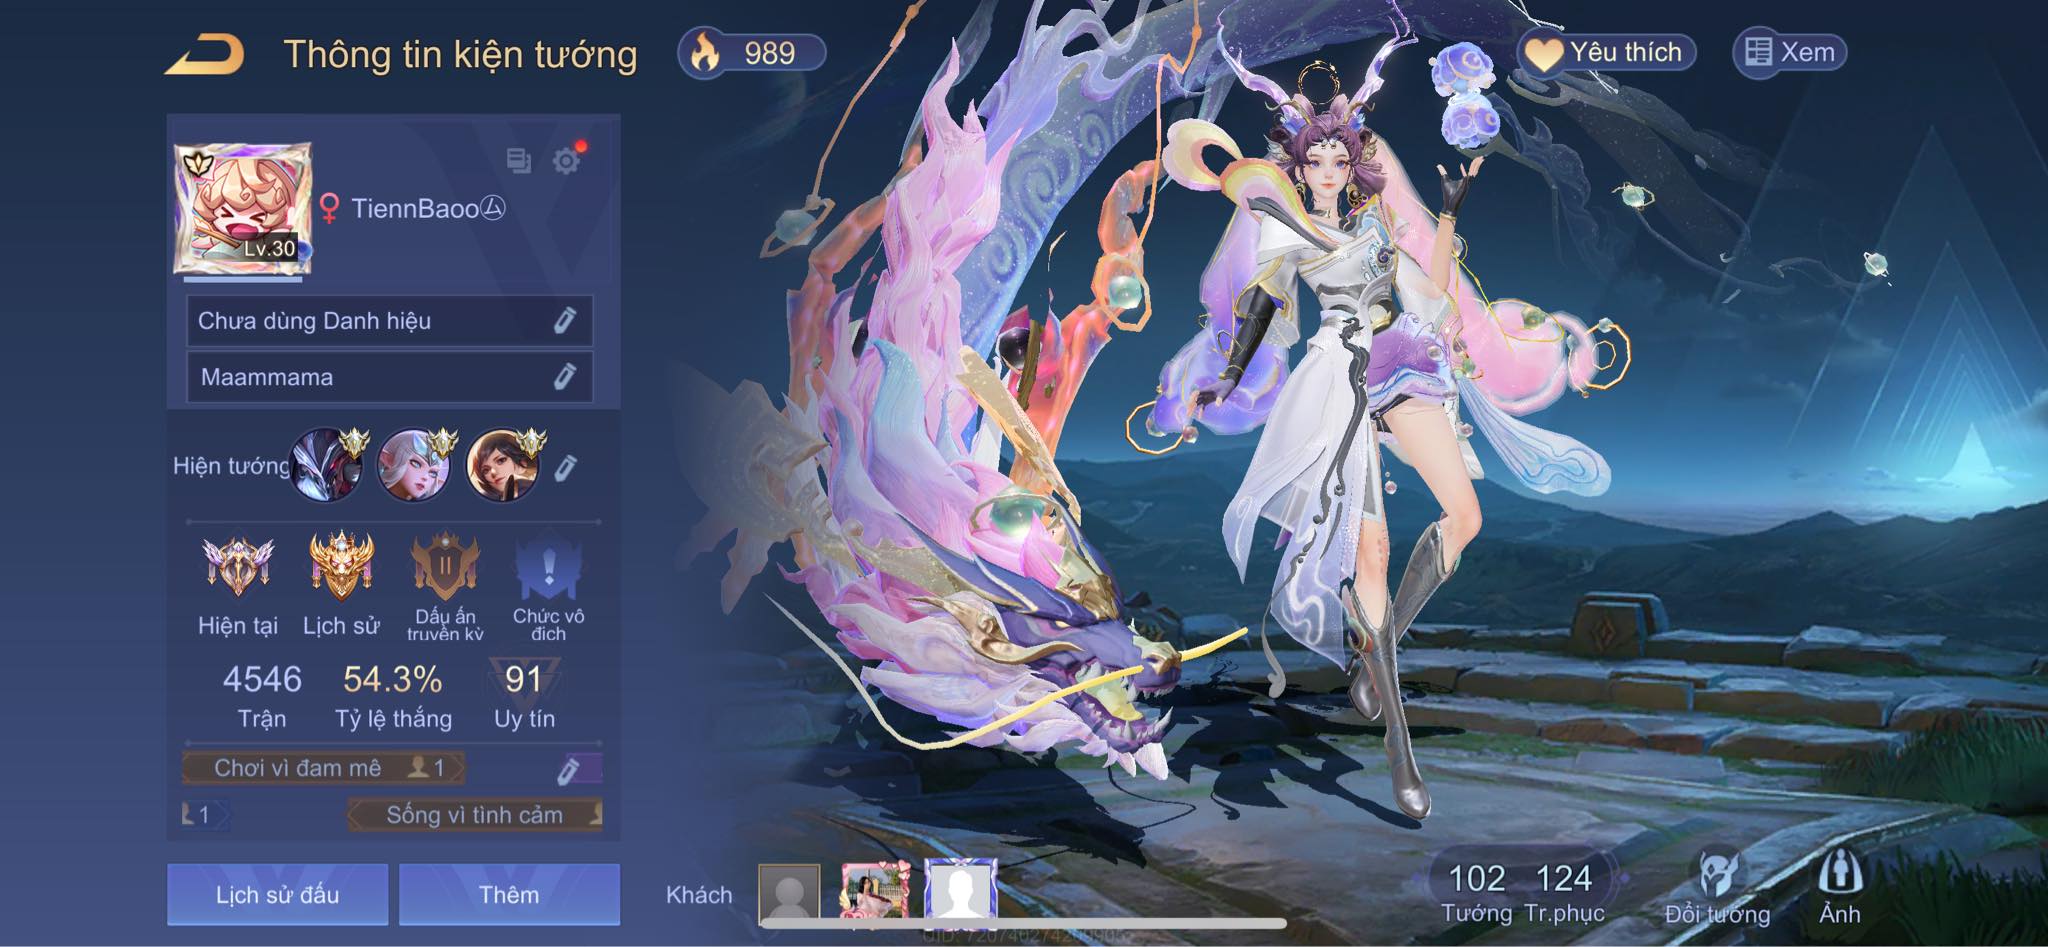 Thông tin kiện tướng
989
Yêu thích
Xem
Lv.30
TiennBaoo
Chưa dùng Danh hiệu
Maammama
Hiện tướng
II
Hiện tại
Lịch sử
Dấu ấn truyền kỳ
Chức vô địch
4546
54.3%
91
Trận
Tỷ lệ thắng
Uy tín
Chơi vì đam mê 1
1
Sống vì tình cảm
Lịch sử đấu
Thêm
Khách
102 124
Tướng Tr.phục
Đổi tướng
Ảnh